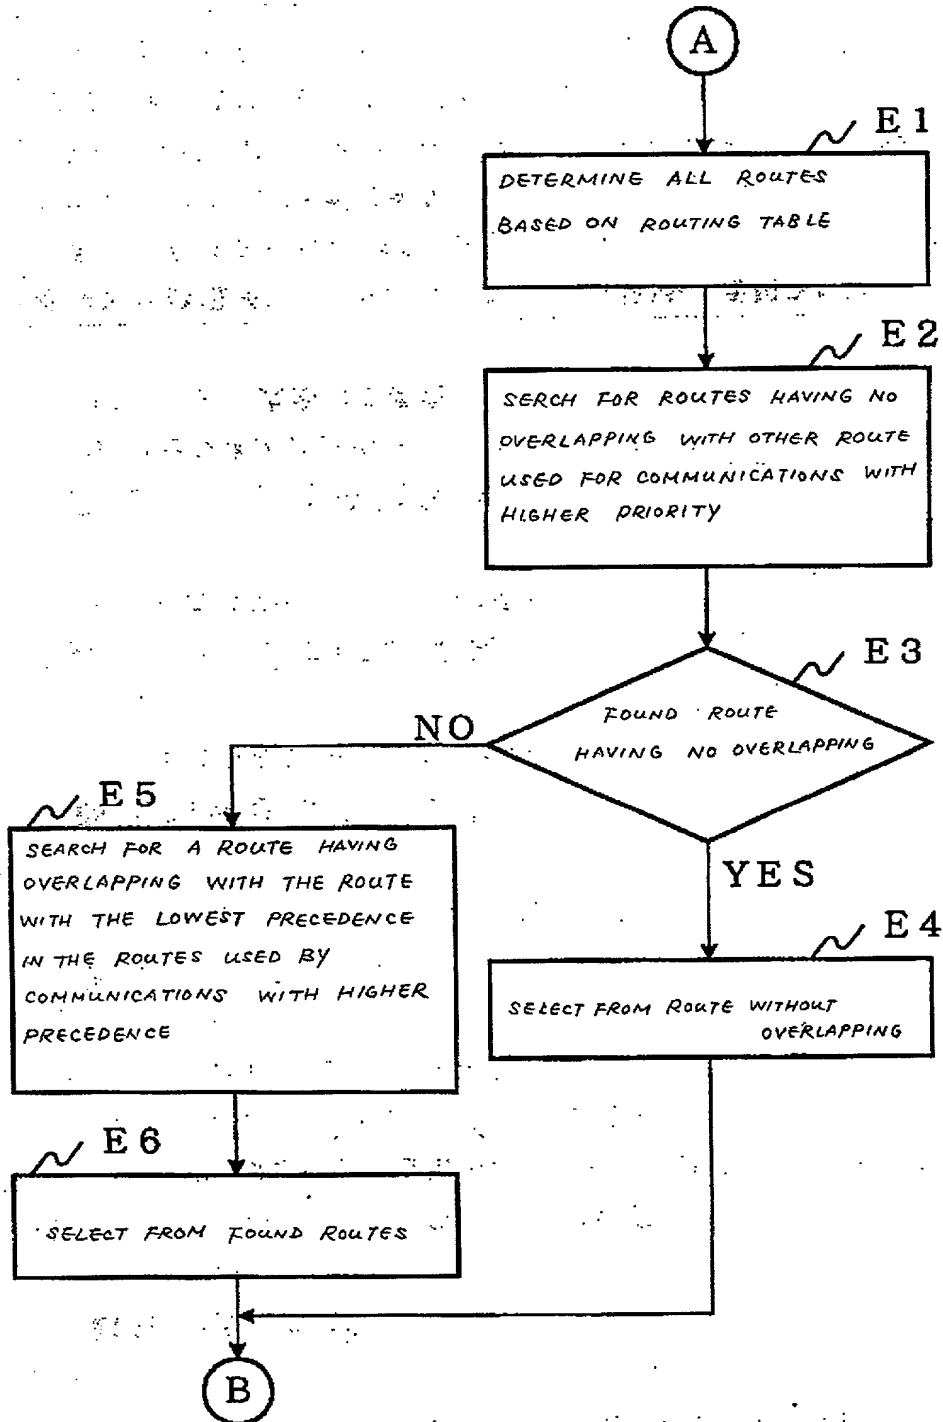 A
E1
DETERMINE ALL ROUTES
BASED ON ROUTING TABLE
E2
SERCH FOR ROUTES HAVING NO
OVERLAPPING WITH OTHER ROUTE
USED FOR COMMUNICATIONS WITH
HIGHER PRIORITY
E3
FOUND ROUTE
HAVING NO OVERLAPPING
NO
YES
E5
SEARCH FOR A ROUTE HAVING
OVERLAPPING WITH THE ROUTE
WITH THE LOWEST PRECEDENCE
IN THE ROUTES USED BY
COMMUNICATIONS WITH HIGHER
PRECEDENCE
E4
SELECT FROM ROUTE WITHOUT
OVERLAPPING
E6
SELECT FROM FOUND ROUTES
B